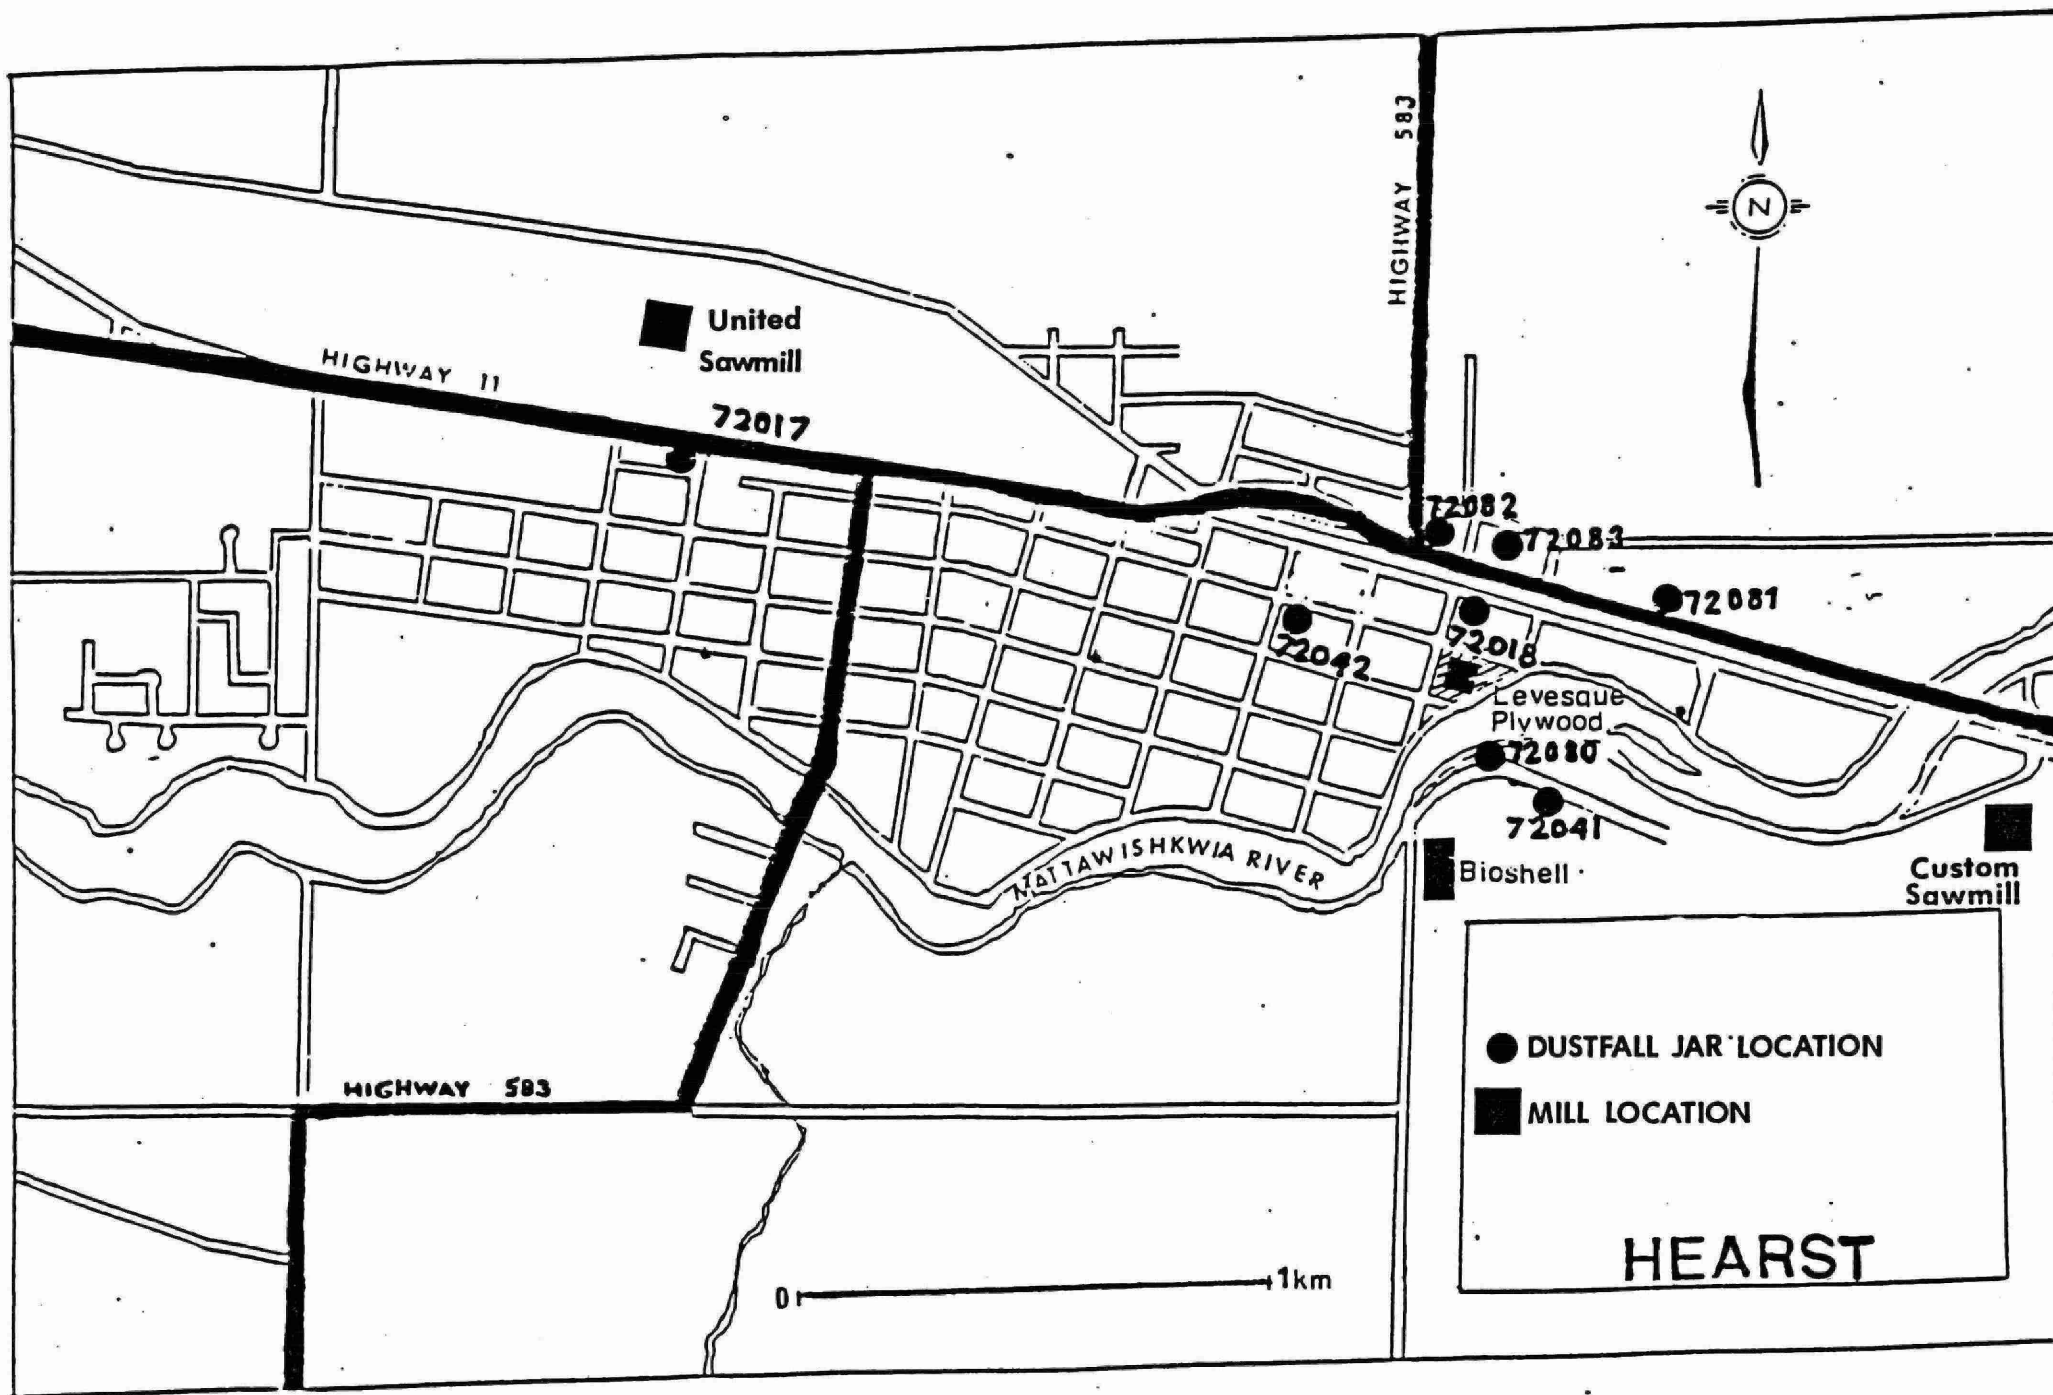 HIGHWAY 583
N
United
Sawmill
HIGHWAY 11
72017
72082
72083
72081
72042
72018
Levesque
Plywood
72080
72041
MATTAWISHKWIA RIVER
Bioshell
Custom
Sawmill
DUSTFALL JAR LOCATION
MILL LOCATION
HIGHWAY 583
HEARST
0 1km